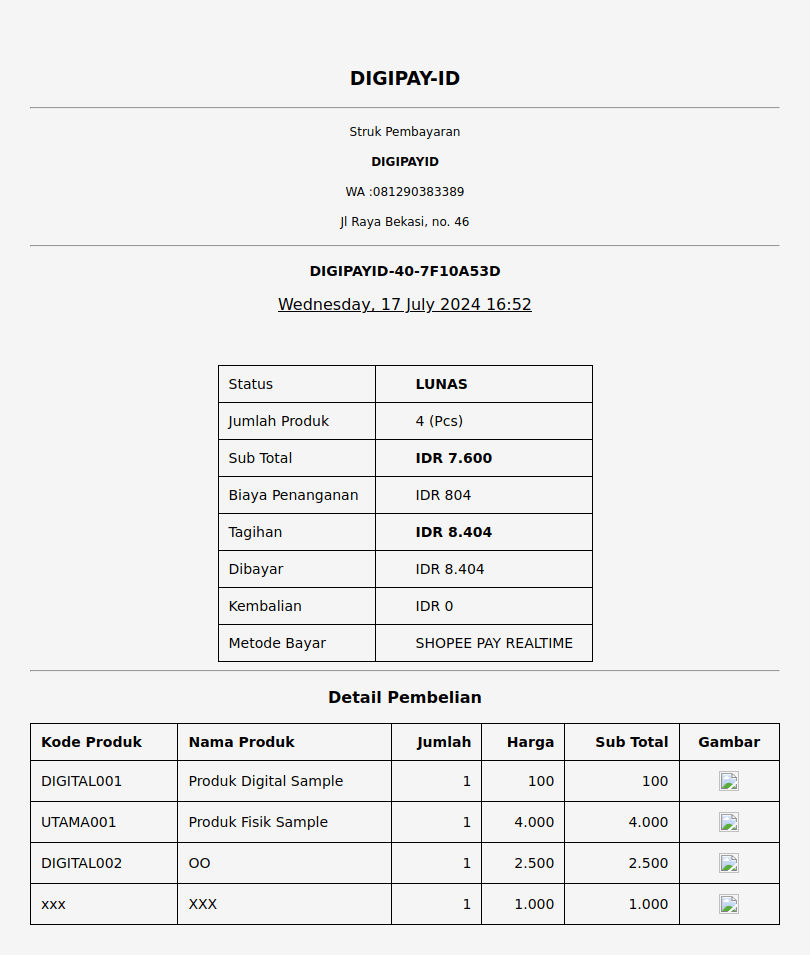 DIGIPAY-ID
Struk Pembayaran
DIGIPAYID
WA :081290383389
Jl Raya Bekasi, no. 46
DIGIPAYID-40-7F10A53D
Wednesday, 17 July 2024 16:52
Status LUNAS
Jumlah Produk 4 (Pcs)
Sub Total IDR 7.600
Biaya Penanganan IDR 804
Tagihan IDR 8.404
Dibayar IDR 8.404
Kembalian IDR 0
Metode Bayar SHOPEE PAY REALTIME
Detail Pembelian
Kode Produk Nama Produk Jumlah Harga Sub Total Gambar
DIGITAL001 Produk Digital Sample 1 100 100
UTAMA001 Produk Fisik Sample 1 4.000 4.000
DIGITAL002 OO 1 2.500 2.500
xxx XXX 1 1.000 1.000